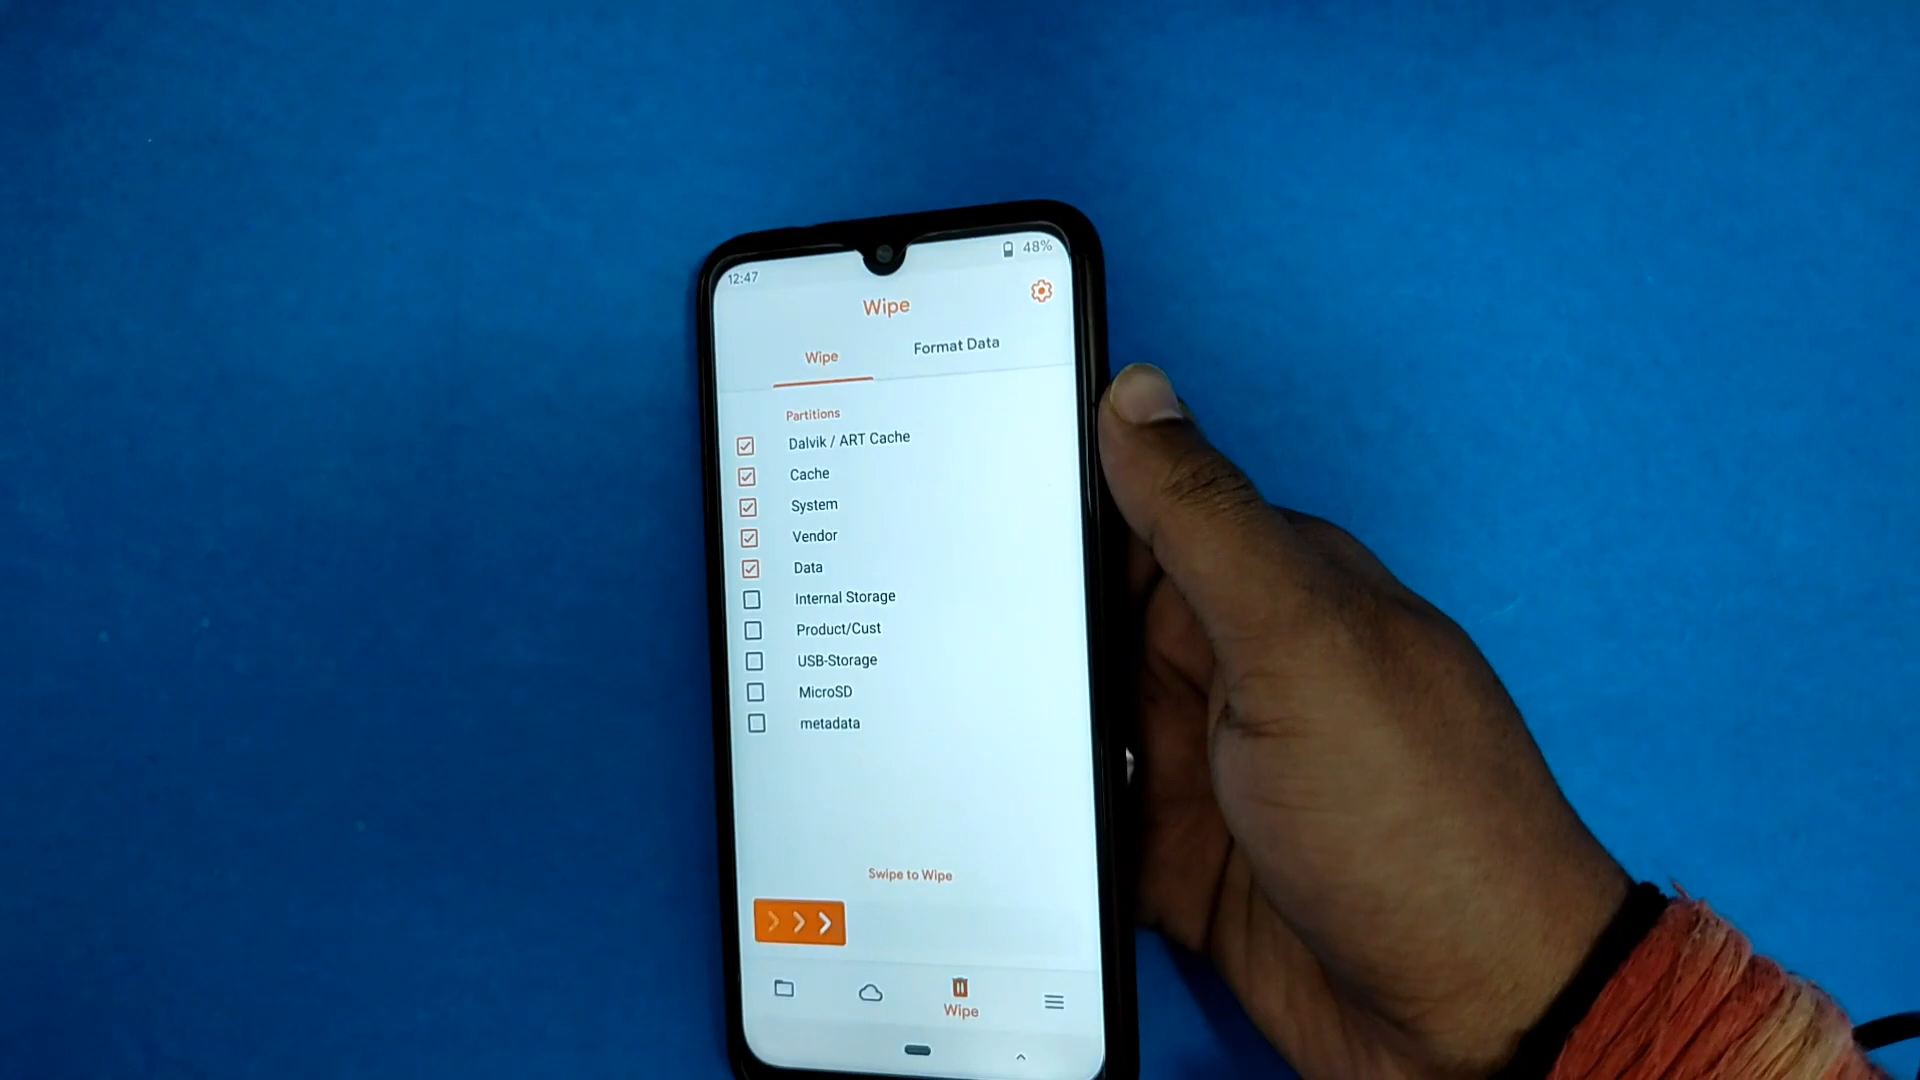 12:47
48%
Wipe
Wipe
Format Data
Partitions
Dalvik / ART Cache
Cache
System
Vendor
Data
Internal Storage
Product/Cust
USB-Storage
MicroSD
metadata
Swipe to Wipe
Wipe